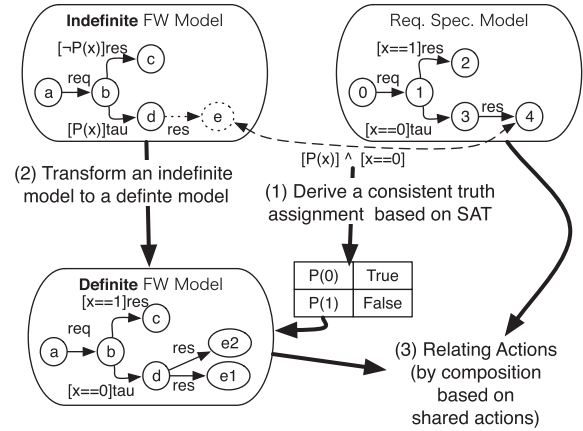 Indefinite FW Model
[¬P(x)]res
c
req
a
b
d
e
[P(x)]tau
res
Req. Spec. Model
[x==1]res
2
req
0
1
res
3
4
[x==0]tau
[P(x)] ^ [x==0]
(2) Transform an indefinite
model to a definte model
(1) Derive a consistent truth
assignment based on SAT
P(0) True
P(1) False
Definite FW Model
[x==1]res
c
req
a
b
res
e2
d
e1
res
[x==0]tau
(3) Relating Actions
(by composition
based on
shared actions)